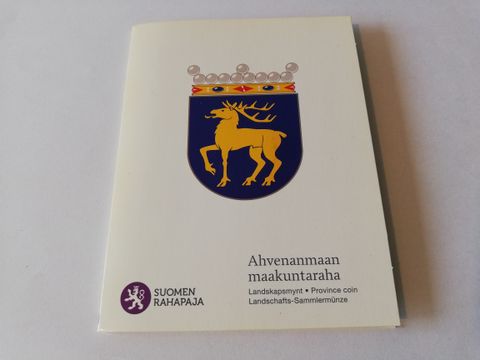 Ahvenanmaan
maakuntaraha
Landskapsmynt • Province coin
Landschafts-Sammlermünze
SUOMEN
RAHAPAJA